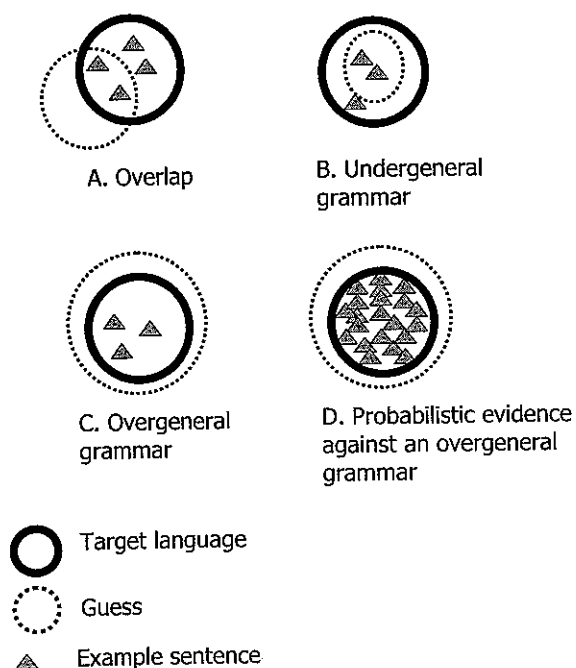 A. Overlap
B. Undergeneral
grammar
C. Overgeneral
grammar
D. Probabilistic evidence
against an overgeneral
grammar
Target language
Guess
Example sentence